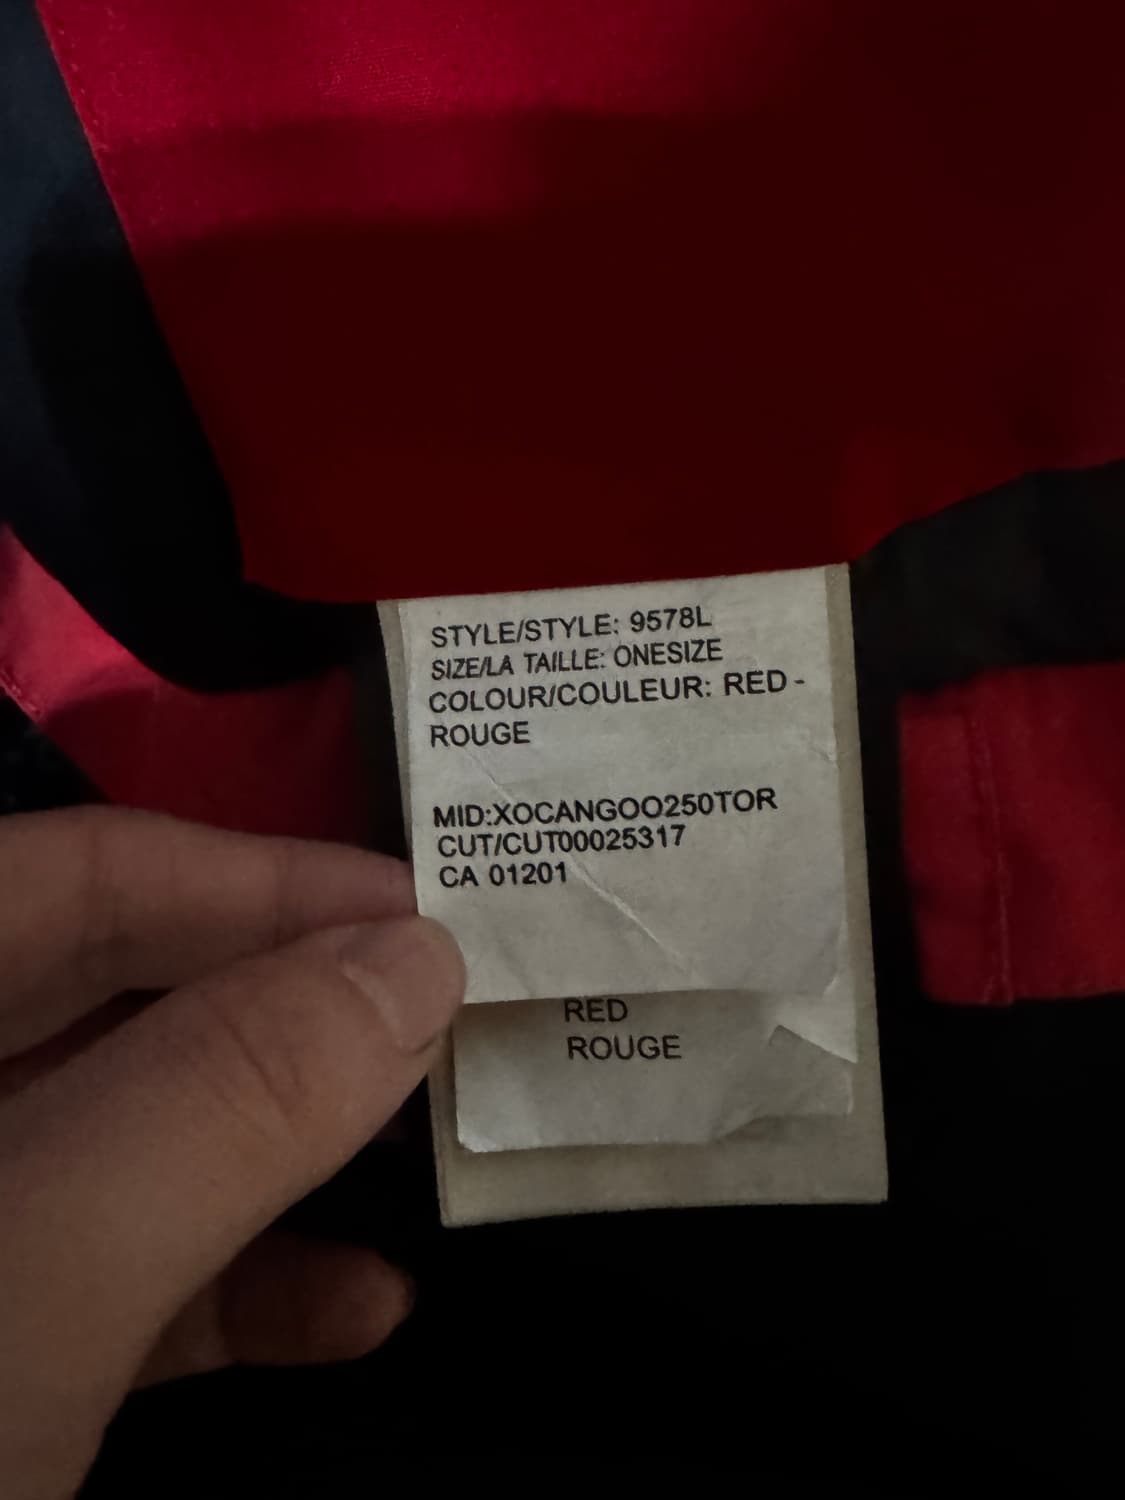 STYLE/STYLE: 9578L
SIZE/LA TAILLE: ONESIZE
COLOUR/COULEUR: RED -
ROUGE
MID:XOCANGOO250TOR
CUT/CUT00025317
CA 01201
RED
ROUGE